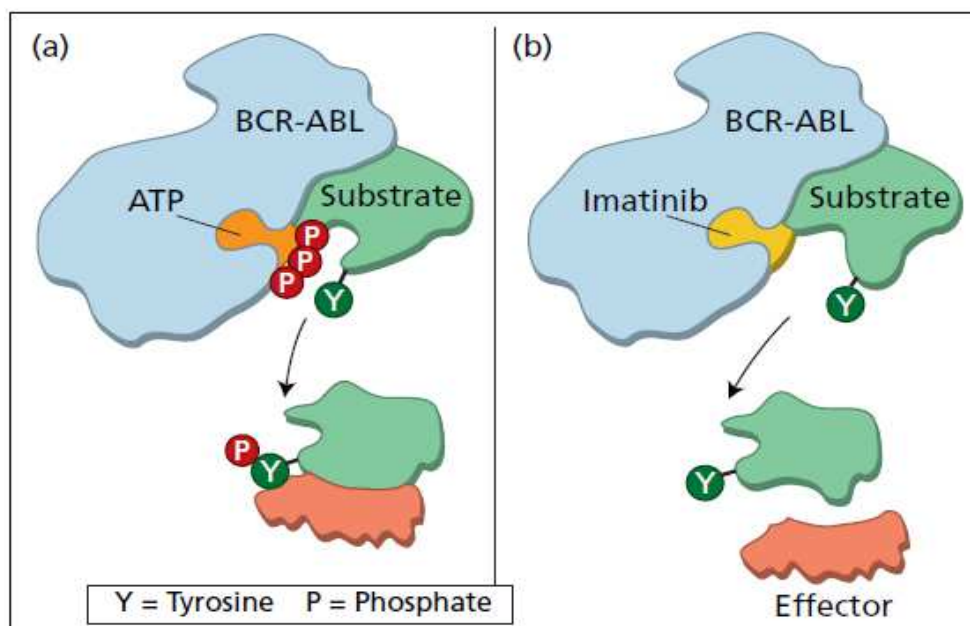 (a)
BCR-ABL
ATP
Substrate
P
P
P
Y
P
Y
(b)
BCR-ABL
Imatinib
Substrate
Y
Y
Effector
Y = Tyrosine P = Phosphate